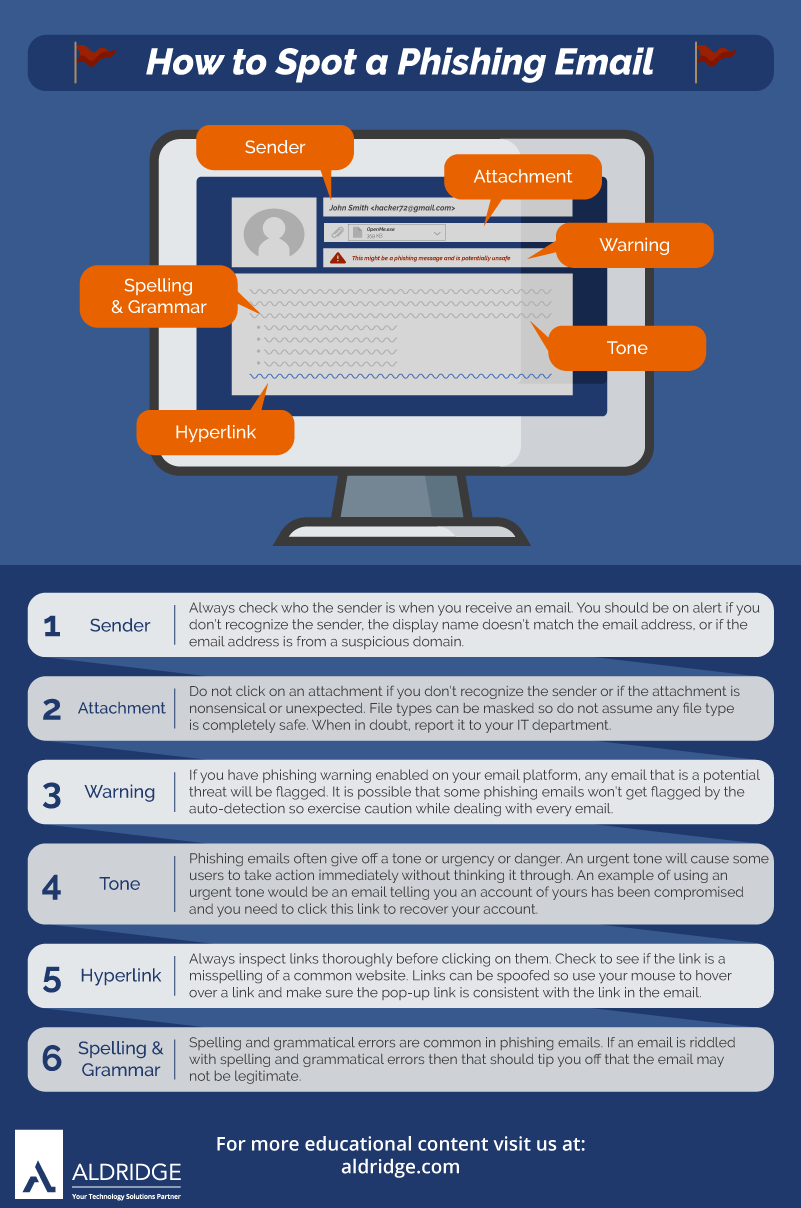 How to Spot a Phishing Email
Sender
Attachment
John Smith <hacker72@gmail.com>
OpenMe.exe
359 KB
Warning
This might be a phishing message and is potentially unsafe
Spelling
& Grammar
Tone
Hyperlink
1 Sender
Always check who the sender is when you receive an email. You should be on alert if you
don't recognize the sender, the display name doesn't match the email address, or if the
email address is from a suspicious domain.
2 Attachment
Do not click on an attachment if you don't recognize the sender or if the attachment is
nonsensical or unexpected. File types can be masked so do not assume any file type
is completely safe. When in doubt, report it to your IT department.
3 Warning
If you have phishing warning enabled on your email platform, any email that is a potential
threat will be flagged. It is possible that some phishing emails won't get flagged by the
auto-detection so exercise caution while dealing with every email.
4 Tone
Phishing emails often give off a tone or urgency or danger. An urgent tone will cause some
users to take action immediately without thinking it through. An example of using an
urgent tone would be an email telling you an account of yours has been compromised
and you need to click this link to recover your account.
5 Hyperlink
Always inspect links thoroughly before clicking on them. Check to see if the link is a
misspelling of a common website. Links can be spoofed so use your mouse to hover
over a link and make sure the pop-up link is consistent with the link in the email.
6 Spelling &
Grammar
Spelling and grammatical errors are common in phishing emails. If an email is riddled
with spelling and grammatical errors then that should tip you off that the email may
not be legitimate.
ALDRIDGE
Your Technology Solutions Partner
For more educational content visit us at:
aldridge.com